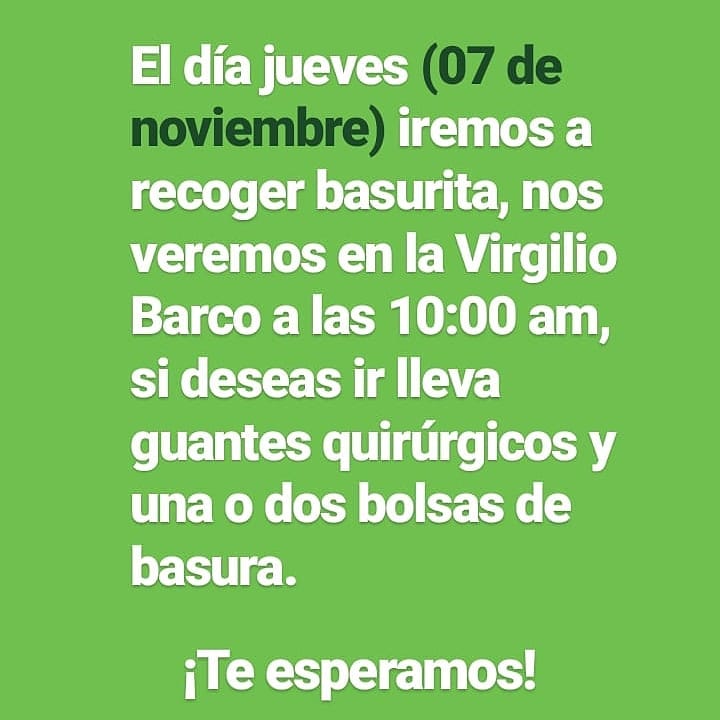 El día jueves (07 de
noviembre) iremos a
recoger basurita, nos
veremos en la Virgilio
Barco a las 10:00 am,
si deseas ir lleva
guantes quirúrgicos y
una o dos bolsas de
basura.
¡Te esperamos!